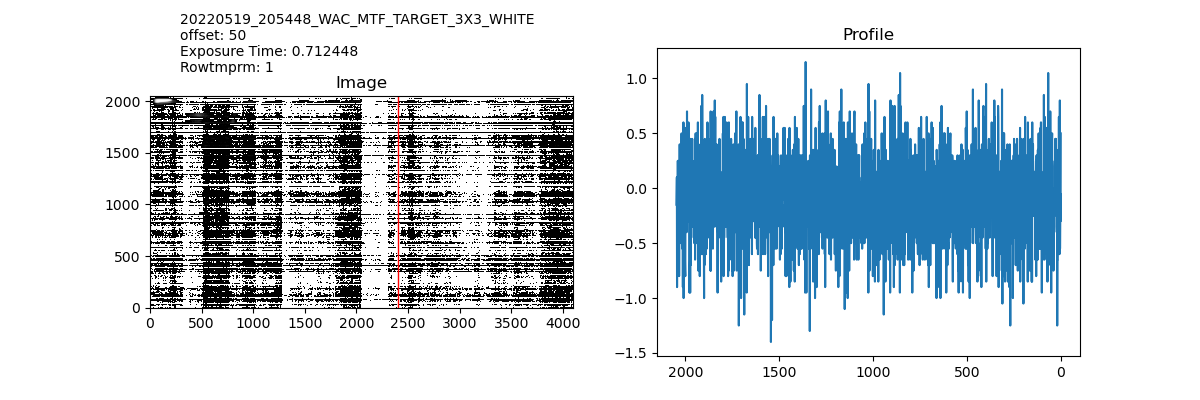 20220519_205448_WAC_MTF_TARGET_3X3_WHITE
offset: 50
Exposure Time: 0.712448
Rowtmprm: 1
Image
2000
1500
1000
500
0
0 500 1000 1500 2000 2500 3000 3500 4000
Profile
1.0
0.5
0.0
−0.5
−1.0
−1.5
2000 1500 1000 500 0